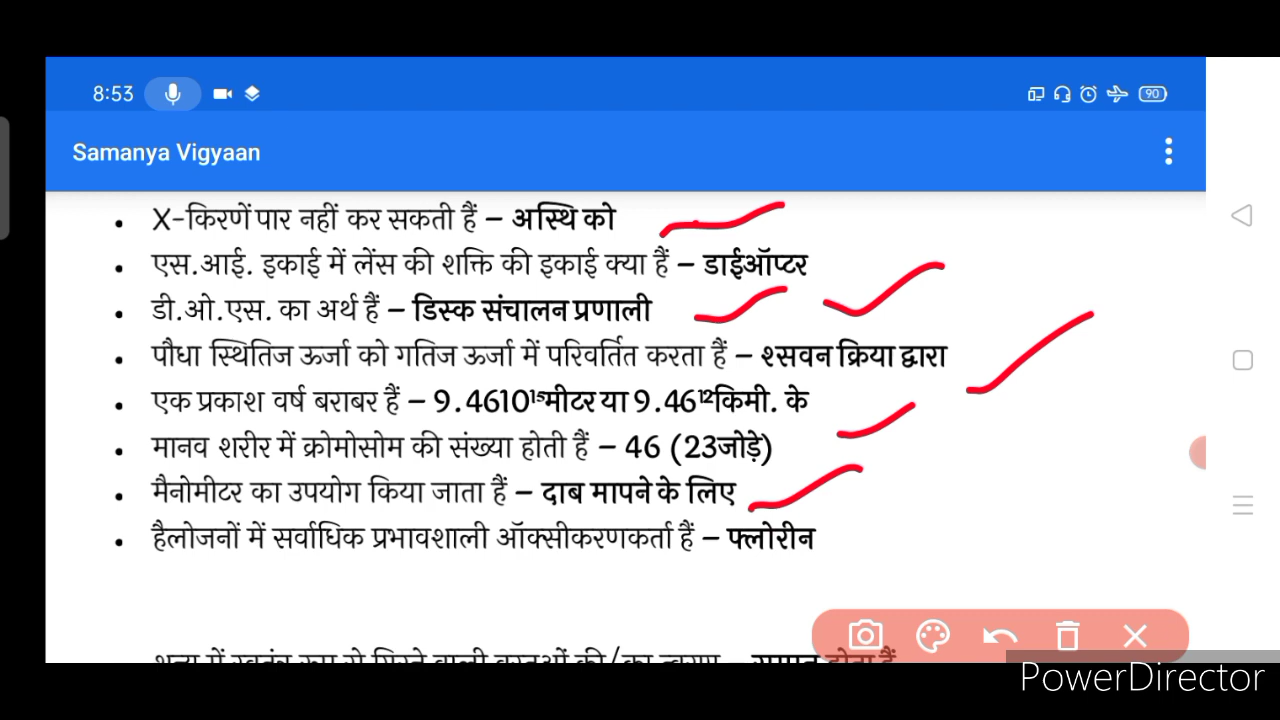 8:53
90
Samanya Vigyaan
• X-किरणें पार नहीं कर सकती हैं – अस्थि को
• एस.आई. इकाई में लेंस की शक्ति की इकाई क्या हैं – डाईऑप्टर
• डी.ओ.एस. का अर्थ हैं – डिस्क संचालन प्रणाली
• पौधा स्थितिज ऊर्जा को गतिज ऊर्जा में परिवर्तित करता हैं – श्सवन क्रिया द्वारा
• एक प्रकाश वर्ष बराबर हैं – 9.4610¹⁵मीटर या 9.46¹²किमी. के
• मानव शरीर में क्रोमोसोम की संख्या होती हैं – 46 (23जोड़े)
• मैनोमीटर का उपयोग किया जाता हैं – दाब मापने के लिए
• हैलोजनों में सर्वाधिक प्रभावशाली ऑक्सीकरणकर्ता हैं – फ्लोरीन
PowerDirector